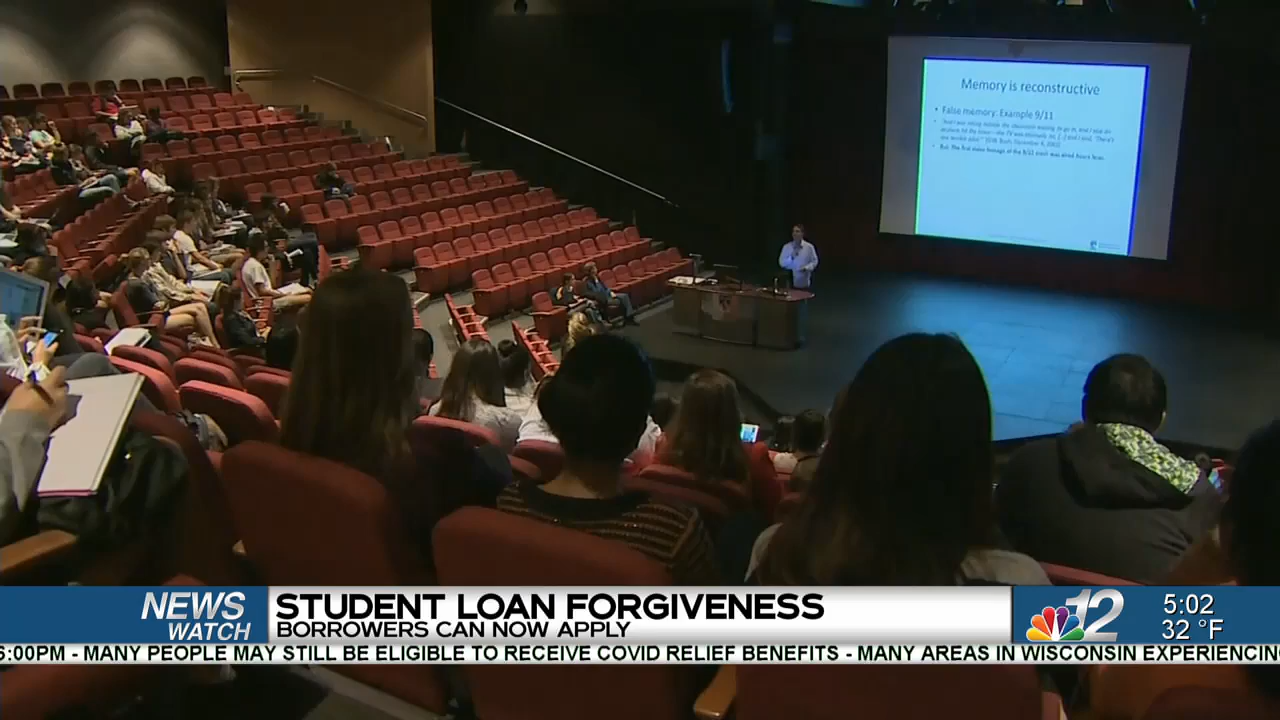 Memory is reconstructive
• False memory: Example 9/11
NEWS
WATCH
STUDENT LOAN FORGIVENESS
BORROWERS CAN NOW APPLY
12
5:02
32 °F
6:00PM - MANY PEOPLE MAY STILL BE ELIGIBLE TO RECEIVE COVID RELIEF BENEFITS - MANY AREAS IN WISCONSIN EXPERIENCING